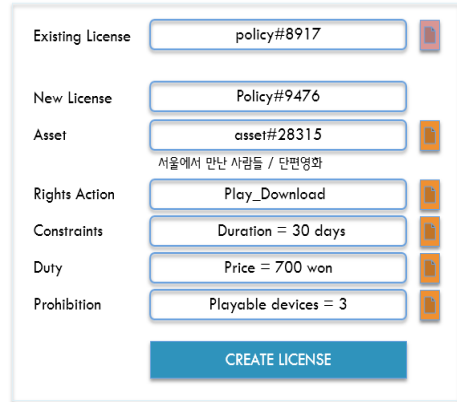 Existing License policy#8917
New License Policy#9476
Asset asset#28315
서울에서 만난 사람들 / 단편영화
Rights Action Play_Download
Constraints Duration = 30 days
Duty Price = 700 won
Prohibition Playable devices = 3
CREATE LICENSE